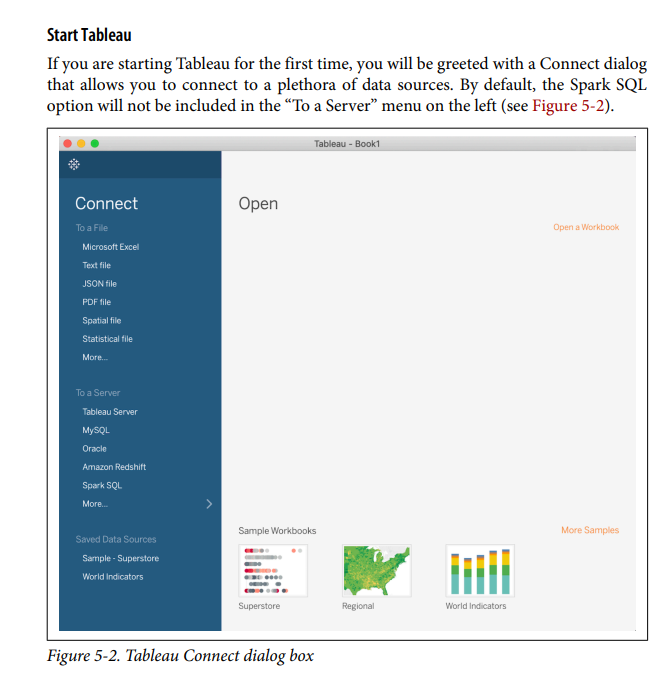 Start Tableau
If you are starting Tableau for the first time, you will be greeted with a Connect dialog
that allows you to connect to a plethora of data sources. By default, the Spark SQL
option will not be included in the “To a Server” menu on the left (see Figure 5-2).
Tableau - Book1
Connect
To a File
Microsoft Excel
Text file
JSON file
PDF file
Spatial file
Statistical file
More...
To a Server
Tableau Server
MySQL
Oracle
Amazon Redshift
Spark SQL
More...
Saved Data Sources
Sample - Superstore
World Indicators
Open
Open a Workbook
Sample Workbooks
More Samples
Superstore
Regional
World Indicators
Figure 5-2. Tableau Connect dialog box